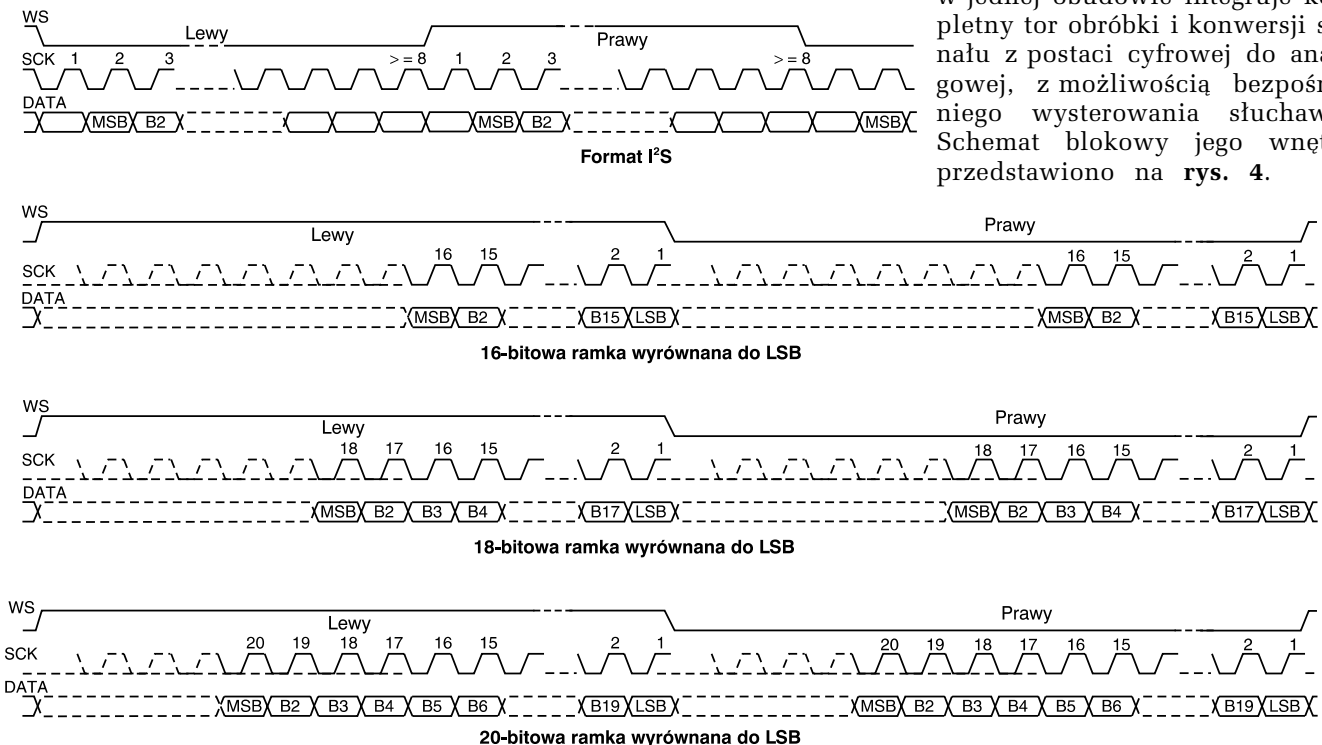 WS
Lewy
Prawy
SCK 1 2 3 >= 8 1 2 3 >= 8
DATA
MSB B2 MSB B2 MSB
Format I²S
w jednej obudowie integruje
pletny tor obróbki i konwersji
nału z postaci cyfrowej do
gowej, z możliwością
niego wysterowania
Schemat blokowy jego
przedstawiono na rys. 4.
WS
Lewy Prawy
SCK 16 15 2 1 16 15 2 1
DATA
MSB B2 B15 LSB MSB B2 B15 LSB
16-bitowa ramka wyrównana do LSB
WS
Lewy Prawy
SCK 18 17 16 15 2 1 18 17 16 15 2 1
DATA
MSB B2 B3 B4 B17 LSB MSB B2 B3 B4 B17 LSB
18-bitowa ramka wyrównana do LSB
WS
Lewy Prawy
SCK 20 19 18 17 16 15 2 1 20 19 18 17 16 15 2 1
DATA
MSB B2 B3 B4 B5 B6 B19 LSB MSB B2 B3 B4 B5 B6 B19 LSB
20-bitowa ramka wyrównana do LSB